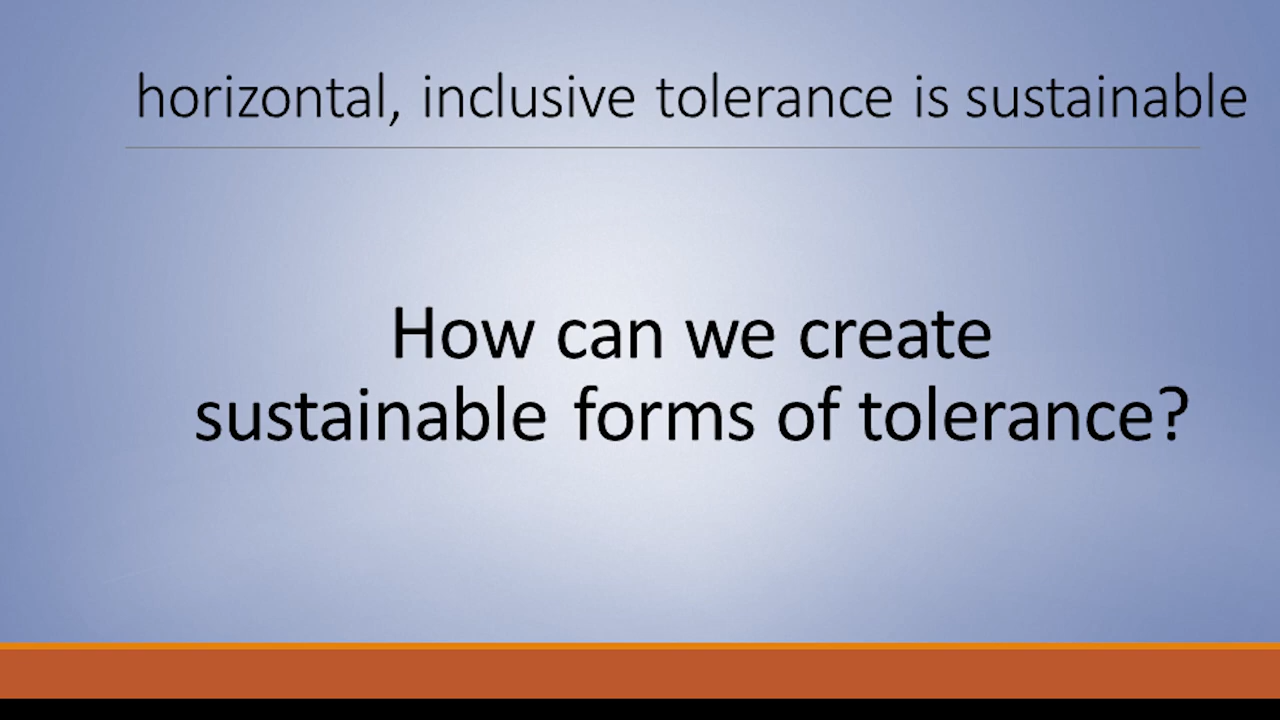 horizontal, inclusive tolerance is sustainable
How can we create
sustainable forms of tolerance?